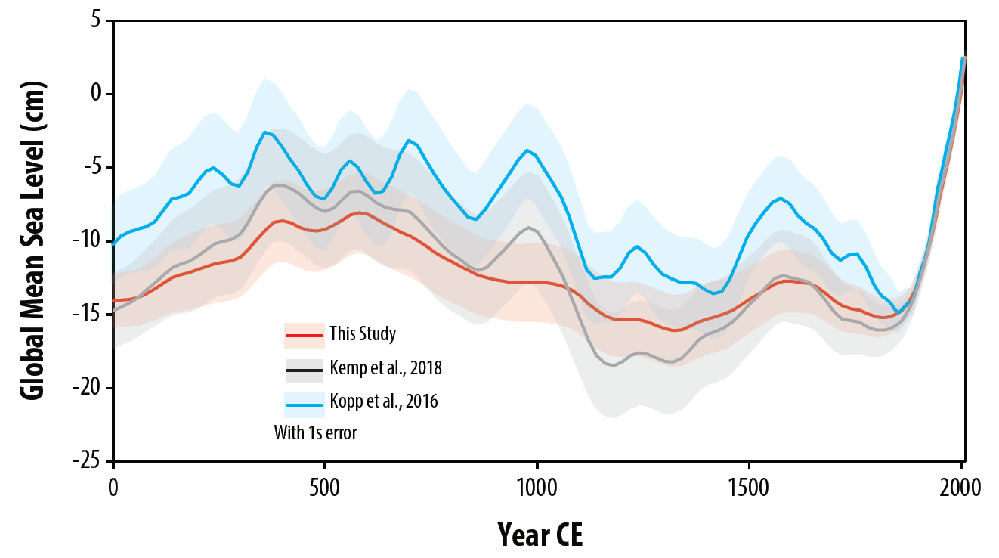 5
0
-5
-10
-15
-20
-25
Global Mean Sea Level (cm)
This Study
Kemp et al., 2018
Kopp et al., 2016
With 1s error
0
500
1000
1500
2000
Year CE